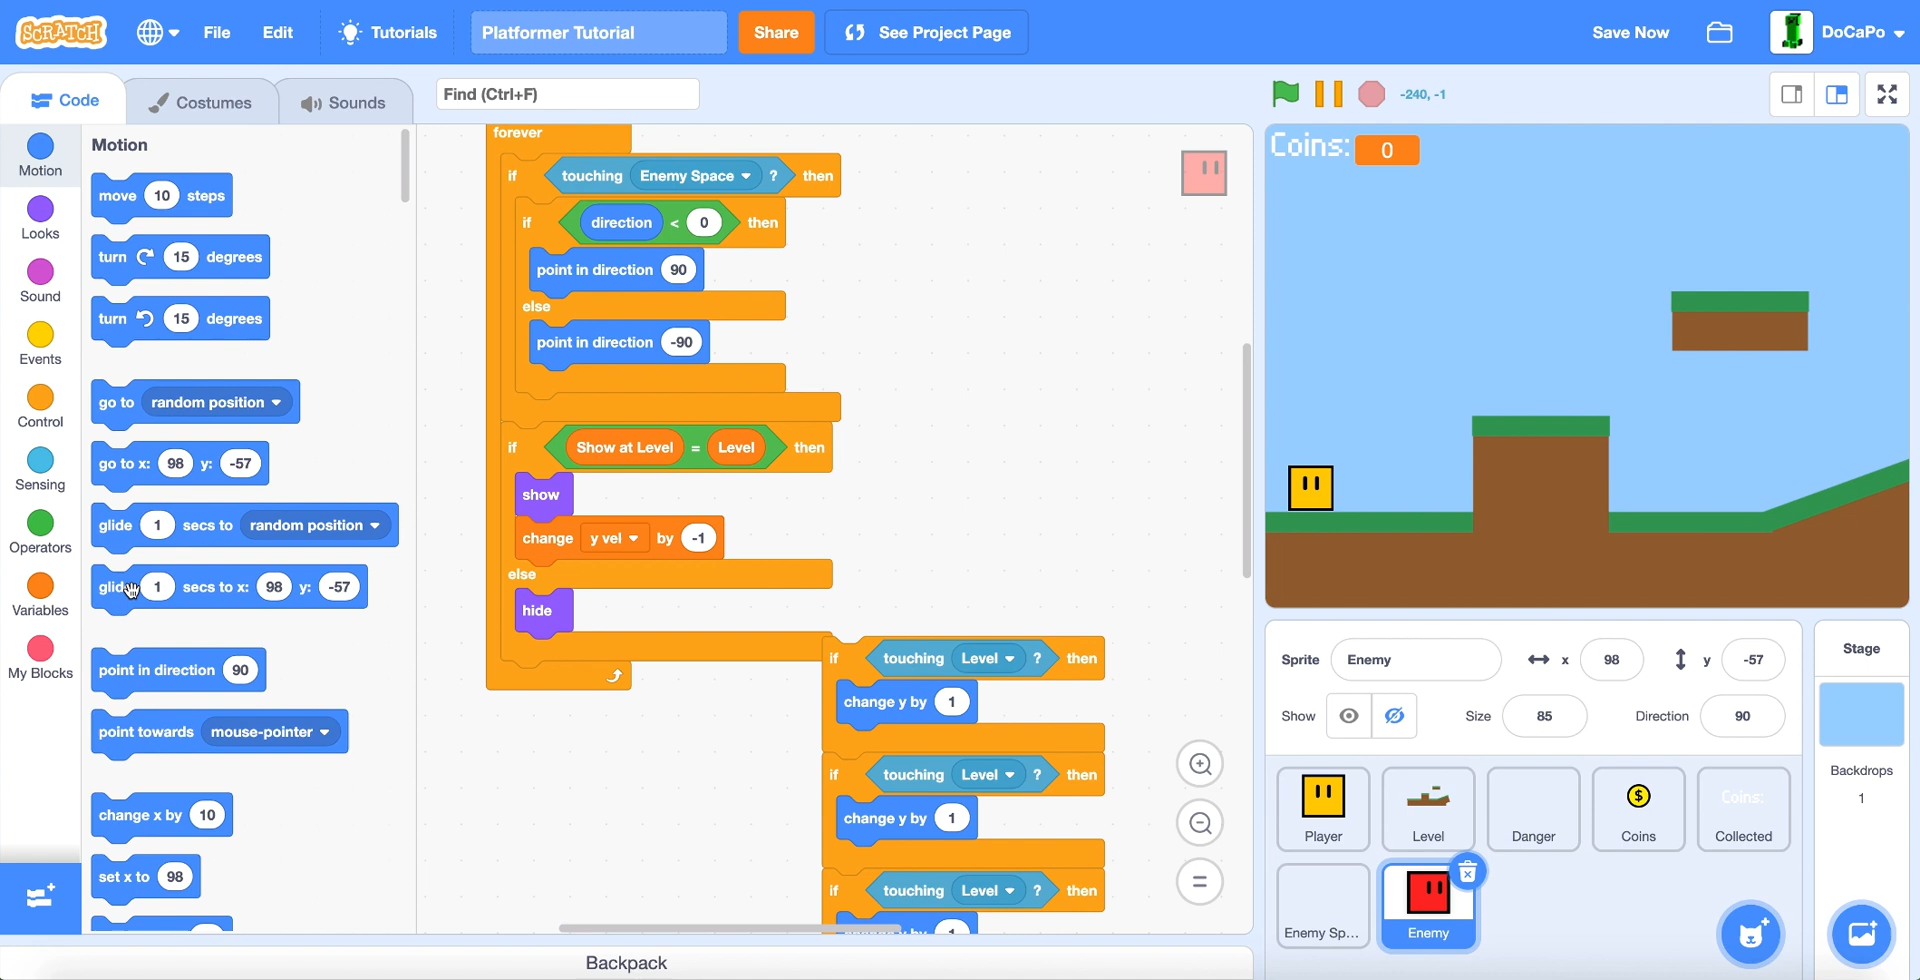 SCRATCH
File
Edit
Tutorials
Platformer Tutorial
Share
See Project Page
Save Now
DoCaPo
Code
Costumes
Sounds
Find (Ctrl+F)
-240, -1
Motion
Looks
Sound
Events
Control
Sensing
Operators
Variables
My Blocks
Motion
move 10 steps
turn 15 degrees
turn 15 degrees
go to random position
go to x: 98 y: -57
glide 1 secs to random position
glide 1 secs to x: 98 y: -57
point in direction 90
point towards mouse-pointer
change x by 10
set x to 98
forever
if touching Enemy Space ? then
if direction < 0 then
point in direction 90
else
point in direction -90
if Show at Level = Level then
show
change y vel by -1
else
hide
if touching Level ? then
change y by 1
if touching Level ? then
change y by 1
if touching Level ? then
Backpack
Coins: 0
Sprite Enemy x 98 y -57
Show Size 85 Direction 90
Player
Level
Danger
Coins
Coins:
Collected
Enemy Sp...
Enemy
Stage
Backdrops
1